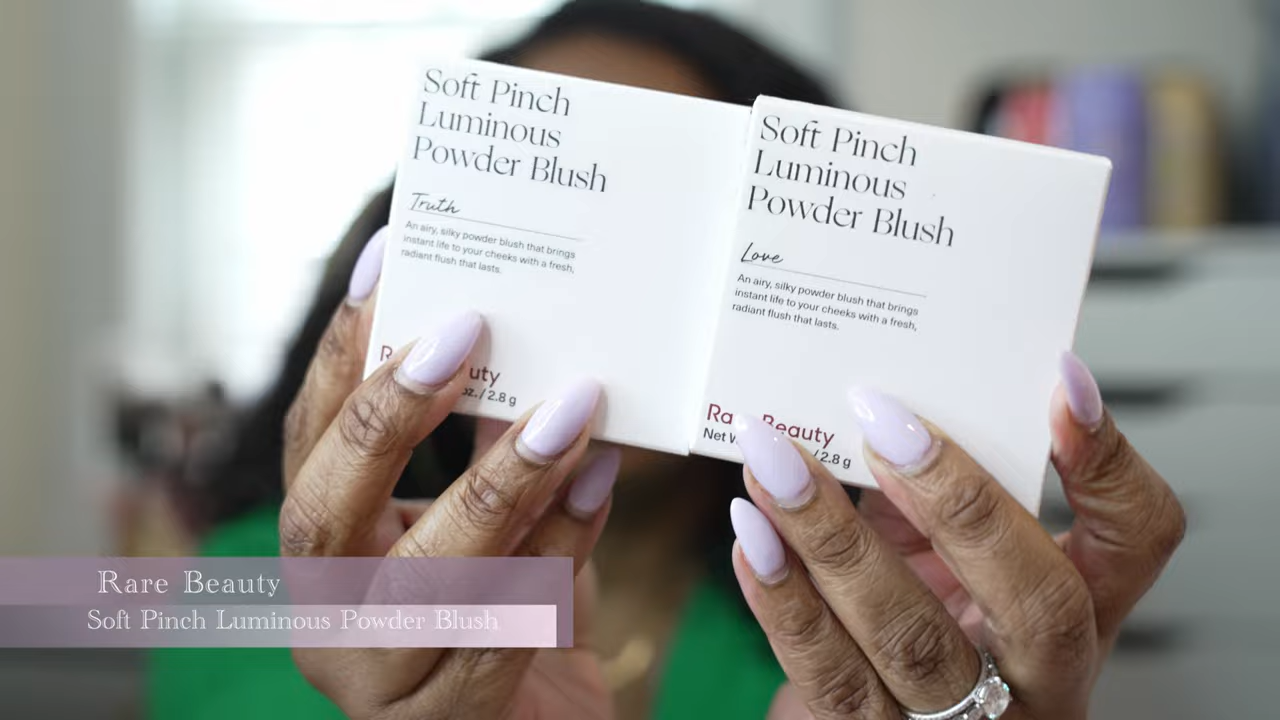 Soft Pinch
Luminous
Powder Blush
Truth
An airy, silky powder blush that brings
instant life to your cheeks with a fresh,
radiant flush that lasts.
uty
oz. / 2.8 g
Soft Pinch
Luminous
Powder Blush
Love
An airy, silky powder blush that brings
instant life to your cheeks with a fresh,
radiant flush that lasts.
Rare Beauty
Net / 2.8 g
Rare Beauty
Soft Pinch Luminous Powder Blush